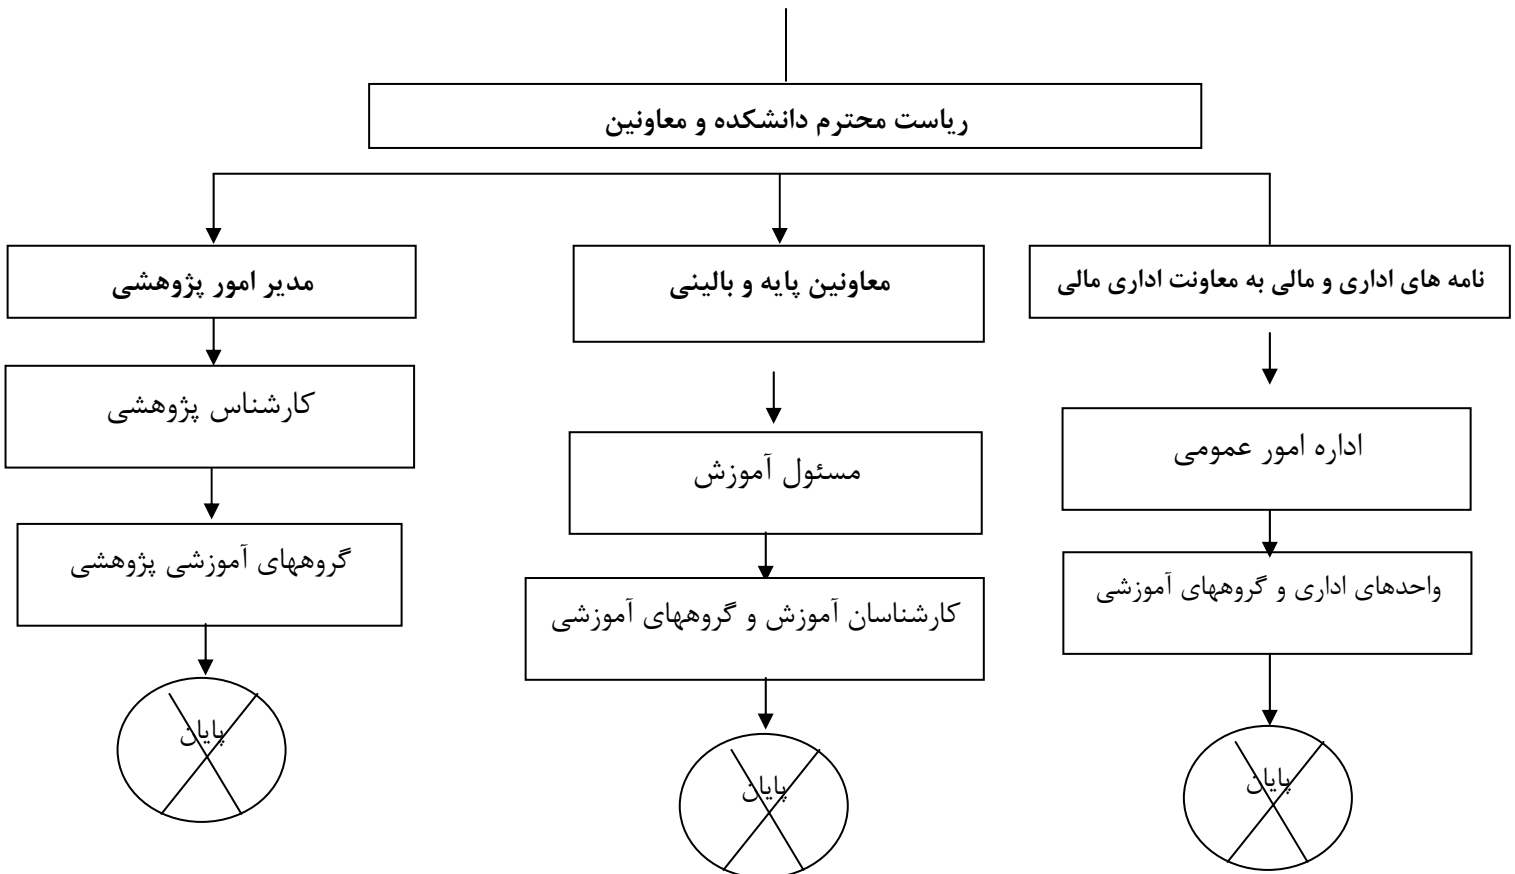 ریاست محترم دانشکده و معاونین
نامه های اداری و مالی به معاونت اداری مالی
معاونین پایه و بالینی
مدیر امور پژوهشی
اداره امور عمومی
مسئول آموزش
کارشناس پژوهشی
واحدهای اداری و گروههای آموزشی
کارشناسان آموزش و گروههای آموزشی
گروههای آموزشی پژوهشی
پایان
پایان
پایان